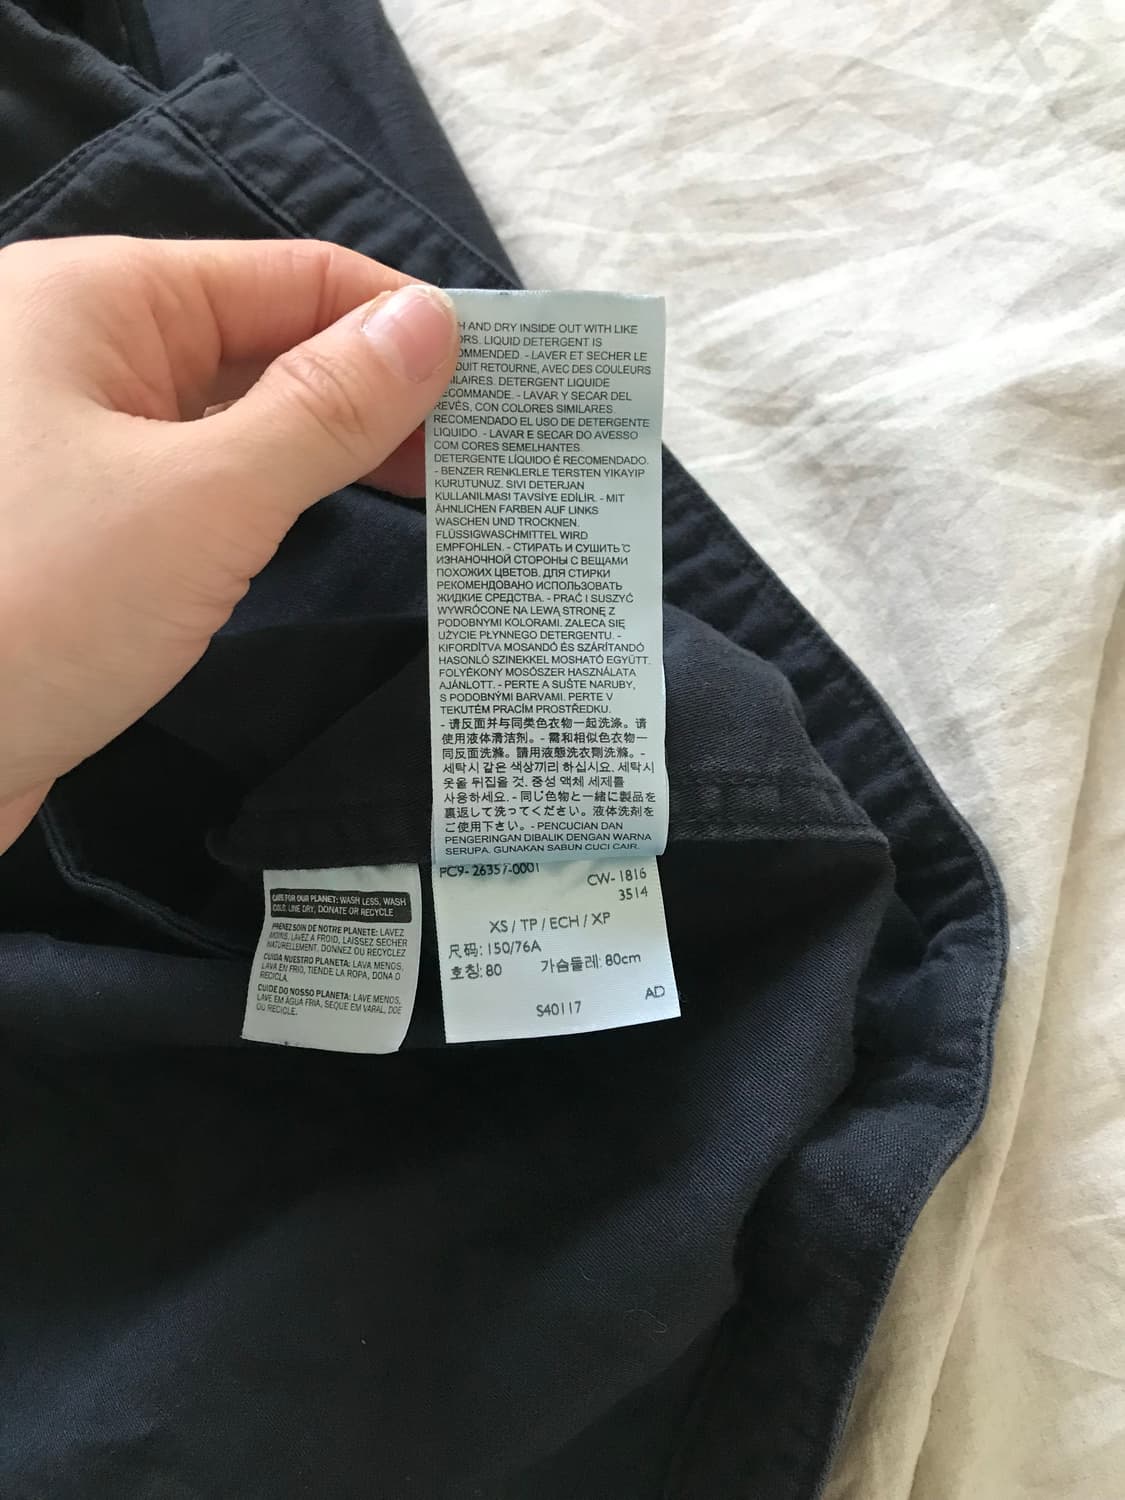 H AND DRY INSIDE OUT WITH LIKE
ORS. LIQUID DETERGENT IS
OMMENDED. - LAVER ET SECHER LE
DUIT RETOURNE, AVEC DES COULEURS
ILAIRES. DETERGENT LIQUIDE
ECOMMANDE. - LAVAR Y SECAR DEL
REVÉS, CON COLORES SIMILARES.
RECOMENDADO EL USO DE DETERGENTE
LIQUIDO. - LAVAR E SECAR DO AVESSO
COM CORES SEMELHANTES.
DETERGENTE LÍQUIDO É RECOMENDADO.
- BENZER RENKLERLE TERSTEN YIKAYIP
KURUTUNUZ. SIVI DETERJAN
KULLANILMASI TAVSİYE EDİLİR. - MIT
ÄHNLICHEN FARBEN AUF LINKS
WASCHEN UND TROCKNEN.
FLÜSSIGWASCHMITTEL WIRD
EMPFOHLEN. - СТИРАТЬ И СУШИТЬ С
ИЗНАНОЧНОЙ СТОРОНЫ С ВЕЩАМИ
ПОХОЖИХ ЦВЕТОВ. ДЛЯ СТИРКИ
РЕКОМЕНДОВАНО ИСПОЛЬЗОВАТЬ
ЖИДКИЕ СРЕДСТВА. - PRAĆ I SUSZYĆ
WYWRÓCONE NA LEWĄ STRONĘ Z
PODOBNYMI KOLORAMI. ZALECA SIĘ
UŻYCIE PŁYNNEGO DETERGENTU. -
KIFORDÍTVA MOSANDÓ ÉS SZÁRÍTANDÓ
HASONLÓ SZINEKKEL MOSHATÓ EGYÜTT.
FOLYÉKONY MOSÓSZER HASZNÁLATA
AJÁNLOTT. - PERTE A SUŠTE NARUBY,
S PODOBNÝMI BARVAMI. PERTE V
TEKUTÉM PRACÍM PROSTŘEDKU.
- 请反面并与同类色衣物一起洗涤。请
使用液体清洁剂。- 需和相似色衣物一
同反面洗滌。請用液態洗衣劑洗滌。-
세탁시 같은 색상끼리 하십시요. 세탁시
옷을 뒤집을 것. 중성 액체 세제를
사용하세요. - 同じ色物と一緒に製品を
裏返して洗ってください。液体洗剤を
ご使用下さい。- PENCUCIAN DAN
PENGERINGAN DIBALIK DENGAN WARNA
SERUPA. GUNAKAN SABUN CUCI CAIR.
PC9- 26357-0001
CW- 1816
3514
XS / TP / ECH / XP
尺码: 150/76A
호칭: 80 가슴둘레: 80cm
AD
S40117
CARE FOR OUR PLANET: WASH LESS, WASH
COLD, LINE DRY, DONATE OR RECYCLE
PRENEZ SOIN DE NOTRE PLANETE: LAVEZ
MOINS, LAVEZ A FROID, LAISSEZ SECHER
NATURELLEMENT, DONNEZ OU RECYCLEZ
CUIDA NUESTRO PLANETA: LAVA MENOS,
LAVA EN FRIO, TIENDE LA ROPA, DONA O
RECICLA.
CUIDE DO NOSSO PLANETA: LAVE MENOS,
LAVE EM ÁGUA FRIA, SEQUE EM VARAL, DOE
OU RECICLE.